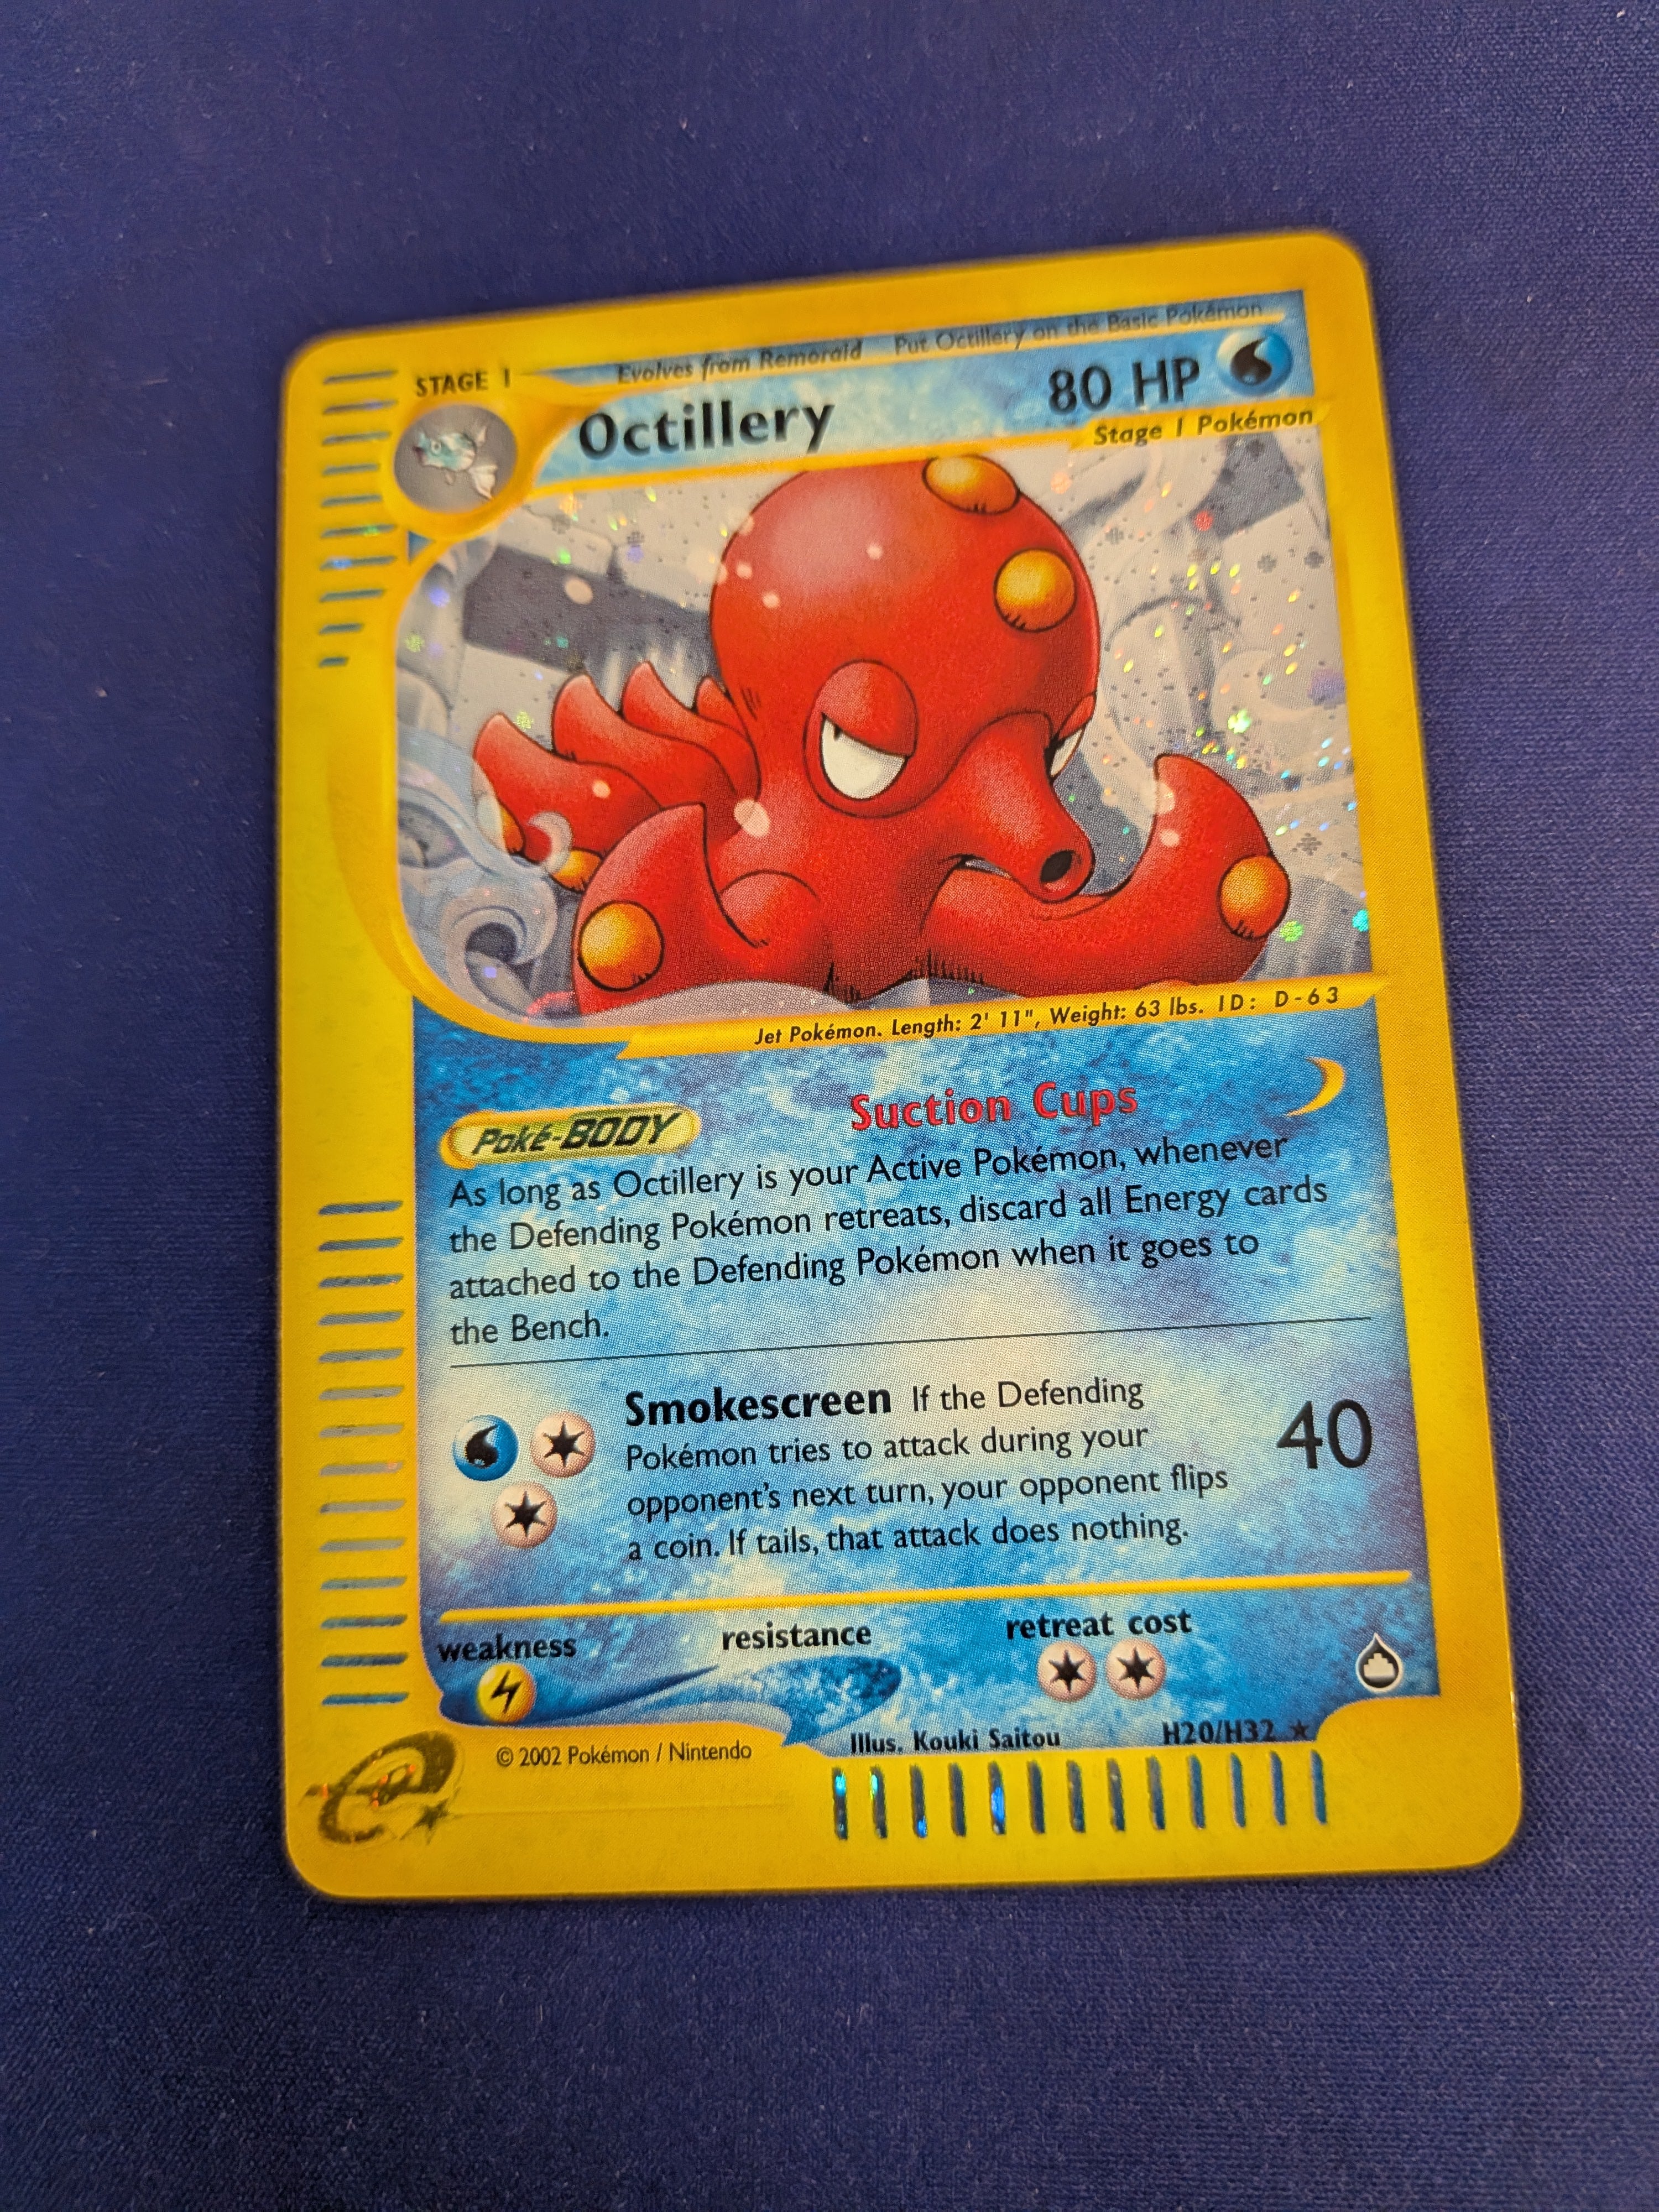 Evolves from Remoraid Put Octillery on the Basic Pokémon
STAGE 1
Octillery 80 HP
Stage 1 Pokémon
Jet Pokémon. Length: 2' 11", Weight: 63 lbs. ID: D-63
Poké-BODY Suction Cups
As long as Octillery is your Active Pokémon, whenever
the Defending Pokémon retreats, discard all Energy cards
attached to the Defending Pokémon when it goes to
the Bench.
Smokescreen If the Defending
Pokémon tries to attack during your
opponent's next turn, your opponent flips
a coin. If tails, that attack does nothing.
40
weakness resistance retreat cost
Illus. Kouki Saitou H20/H32 ★
© 2002 Pokémon / Nintendo
e